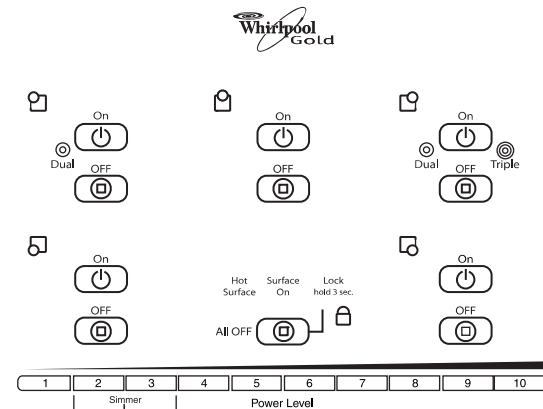 Whirlpool
Gold
On
On
On
Dual
Dual
Triple
OFF
OFF
OFF
On
On
Hot Surface Lock
Surface On hold 3 sec.
OFF
OFF
All OFF
1 2 3 4 5 6 7 8 9 10
Simmer
Power Level